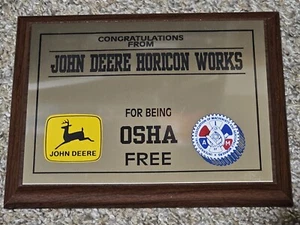 CONGRATULATIONS
FROM
JOHN DEERE HORICON WORKS
FOR BEING
OSHA
FREE
JOHN DEERE
A M